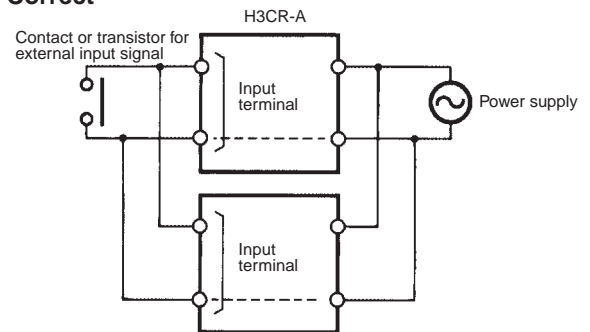 Correct
H3CR-A
Contact or transistor for
external input signal
Input
terminal
Power supply
Input
terminal